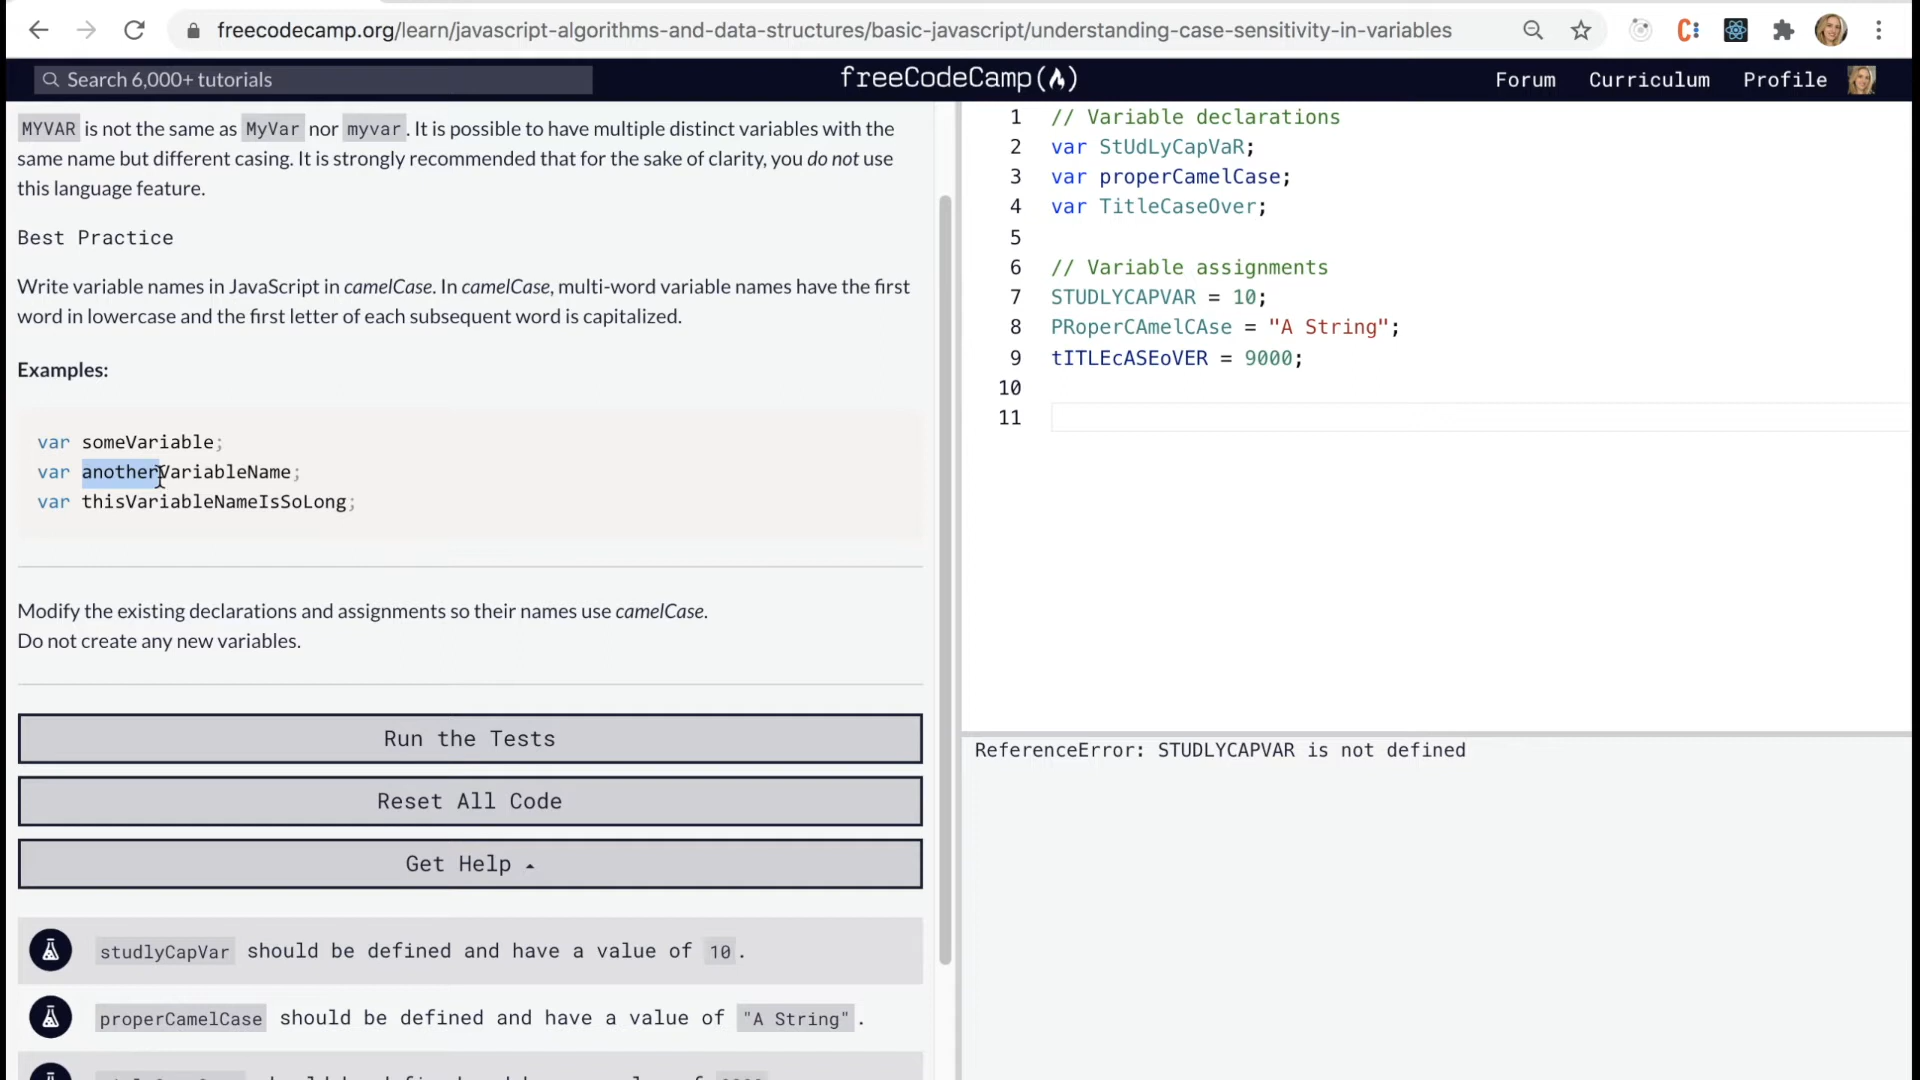 freecodecamp.org/learn/javascript-algorithms-and-data-structures/basic-javascript/understanding-case-sensitivity-in-variables
Search 6,000+ tutorials
freeCodeCamp(🔥)
Forum Curriculum Profile
MYVAR is not the same as MyVar nor myvar. It is possible to have multiple distinct variables with the
same name but different casing. It is strongly recommended that for the sake of clarity, you do not use
this language feature.
Best Practice
Write variable names in JavaScript in camelCase. In camelCase, multi-word variable names have the first
word in lowercase and the first letter of each subsequent word is capitalized.
Examples:
var someVariable;
var anotherVariableName;
var thisVariableNameIsSoLong;
Modify the existing declarations and assignments so their names use camelCase.
Do not create any new variables.
Run the Tests
Reset All Code
Get Help
studlyCapVar should be defined and have a value of 10.
properCamelCase should be defined and have a value of "A String".
1 // Variable declarations
2 var StUdLyCapVaR;
3 var properCamelCase;
4 var TitleCaseOver;
5
6 // Variable assignments
7 STUDLYCAPVAR = 10;
8 PRoperCAmelCAse = "A String";
9 tITLEcASEoVER = 9000;
10
11
ReferenceError: STUDLYCAPVAR is not defined